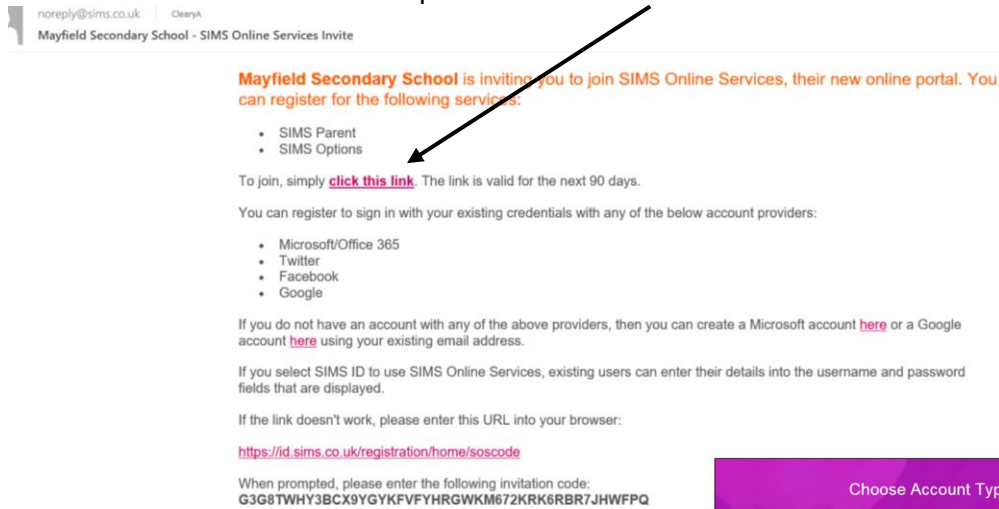 noreply@sims.co.uk ClearyA
Mayfield Secondary School - SIMS Online Services Invite
Mayfield Secondary School is inviting you to join SIMS Online Services, their new online portal. You
can register for the following services:
• SIMS Parent
• SIMS Options
To join, simply click this link. The link is valid for the next 90 days.
You can register to sign in with your existing credentials with any of the below account providers:
• Microsoft/Office 365
• Twitter
• Facebook
• Google
If you do not have an account with any of the above providers, then you can create a Microsoft account here or a Google
account here using your existing email address.
If you select SIMS ID to use SIMS Online Services, existing users can enter their details into the username and password
fields that are displayed.
If the link doesn't work, please enter this URL into your browser:
https://id.sims.co.uk/registration/home/soscode
When prompted, please enter the following invitation code:
G3G8TWHY3BCX9YGYKFVFYHRGWKM672KRK6RBR7JHWFPQ
Choose Account Typ